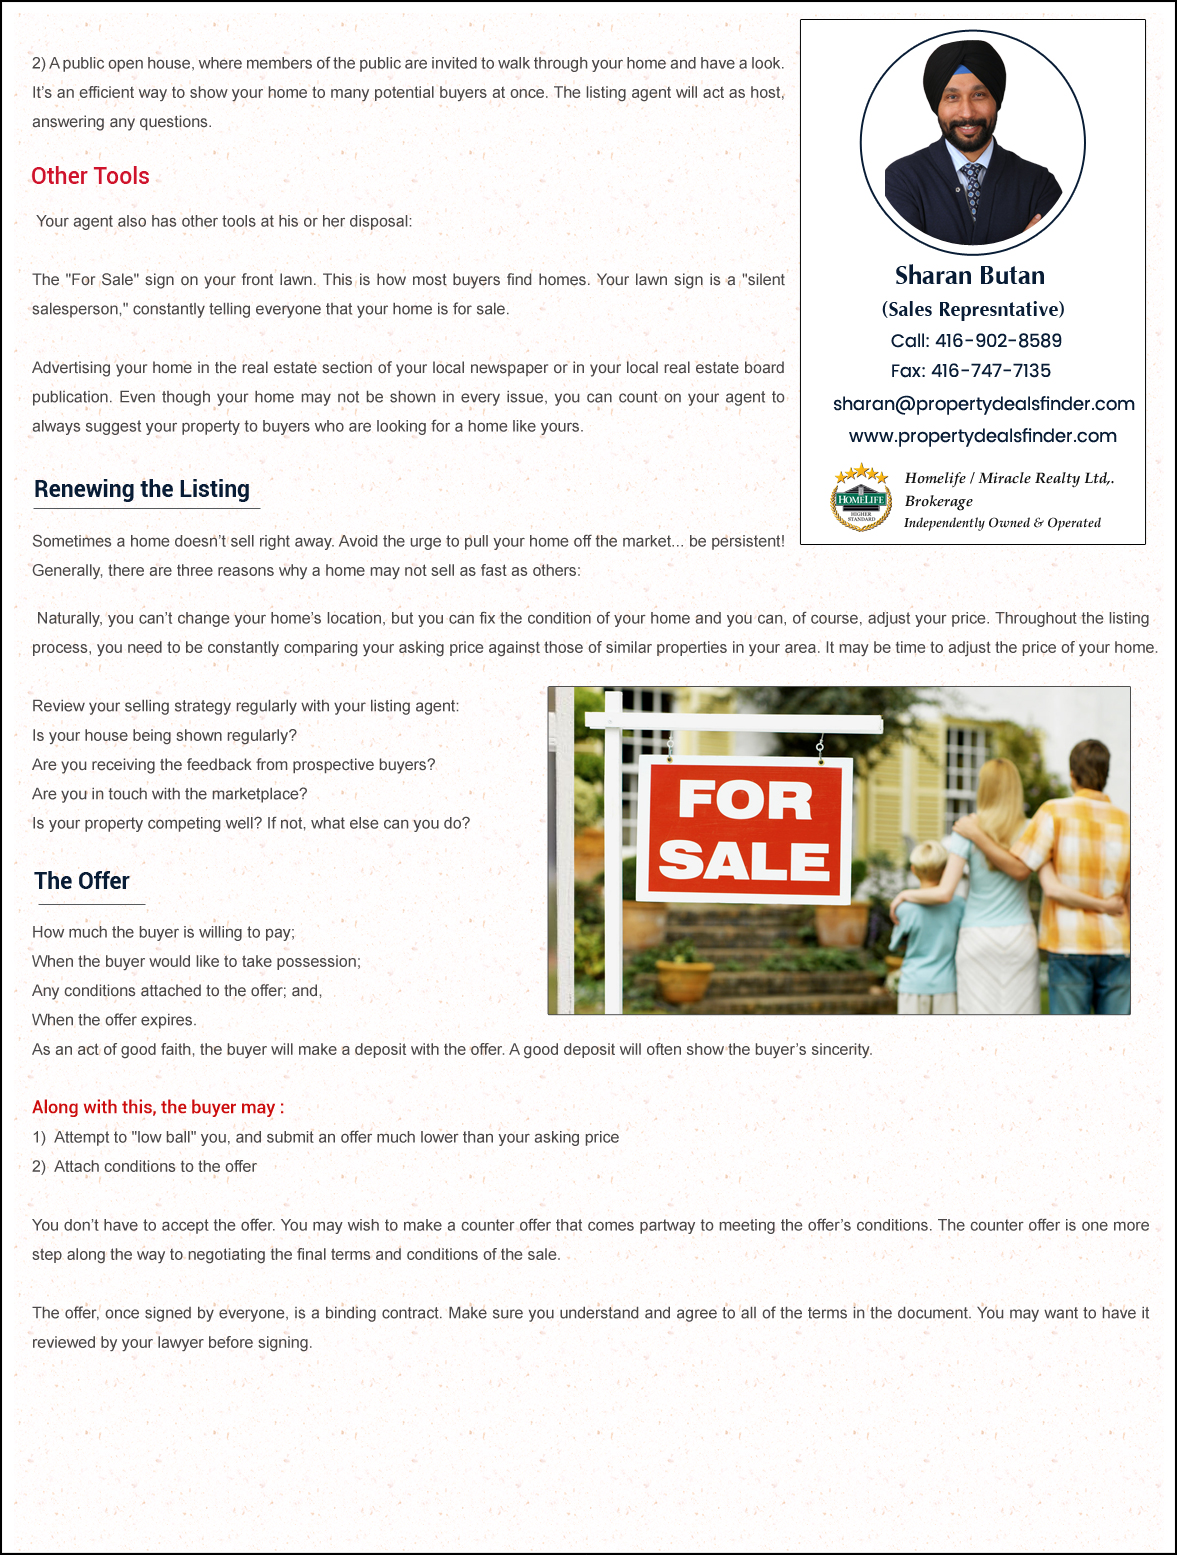 2) A public open house, where members of the public are invited to walk through your home and have a look.
It’s an efficient way to show your home to many potential buyers at once. The listing agent will act as host,
answering any questions.
Other Tools
Your agent also has other tools at his or her disposal:
The "For Sale" sign on your front lawn. This is how most buyers find homes. Your lawn sign is a "silent
salesperson," constantly telling everyone that your home is for sale.
Advertising your home in the real estate section of your local newspaper or in your local real estate board
publication. Even though your home may not be shown in every issue, you can count on your agent to
always suggest your property to buyers who are looking for a home like yours.
Sharan Butan
(Sales Represntative)
Call: 416-902-8589
Fax: 416-747-7135
sharan@propertydealsfinder.com
www.propertydealsfinder.com
HOMELIFE
HIGHER
STANDARD
Homelife / Miracle Realty Ltd,.
Brokerage
Independently Owned & Operated
Renewing the Listing
Sometimes a home doesn’t sell right away. Avoid the urge to pull your home off the market... be persistent!
Generally, there are three reasons why a home may not sell as fast as others:
Naturally, you can’t change your home’s location, but you can fix the condition of your home and you can, of course, adjust your price. Throughout the listing
process, you need to be constantly comparing your asking price against those of similar properties in your area. It may be time to adjust the price of your home.
Review your selling strategy regularly with your listing agent:
Is your house being shown regularly?
Are you receiving the feedback from prospective buyers?
Are you in touch with the marketplace?
Is your property competing well? If not, what else can you do?
FOR
SALE
The Offer
How much the buyer is willing to pay;
When the buyer would like to take possession;
Any conditions attached to the offer; and,
When the offer expires.
As an act of good faith, the buyer will make a deposit with the offer. A good deposit will often show the buyer’s sincerity.
Along with this, the buyer may :
1) Attempt to "low ball" you, and submit an offer much lower than your asking price
2) Attach conditions to the offer
You don’t have to accept the offer. You may wish to make a counter offer that comes partway to meeting the offer’s conditions. The counter offer is one more
step along the way to negotiating the final terms and conditions of the sale.
The offer, once signed by everyone, is a binding contract. Make sure you understand and agree to all of the terms in the document. You may want to have it
reviewed by your lawyer before signing.